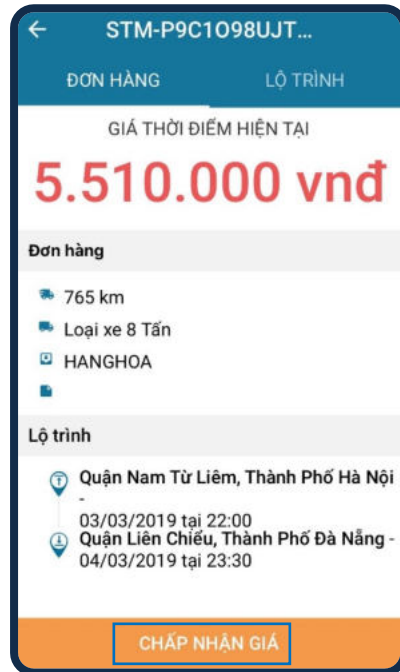 STM-P9C1O98UJT...
ĐƠN HÀNG LỘ TRÌNH
GIÁ THỜI ĐIỂM HIỆN TẠI
5.510.000 vnđ
Đơn hàng
765 km
Loại xe 8 Tấn
HANGHOA
Lộ trình
Quận Nam Từ Liêm, Thành Phố Hà Nội
-
03/03/2019 tại 22:00
Quận Liên Chiểu, Thành Phố Đà Nẵng -
04/03/2019 tại 23:30
CHẤP NHẬN GIÁ